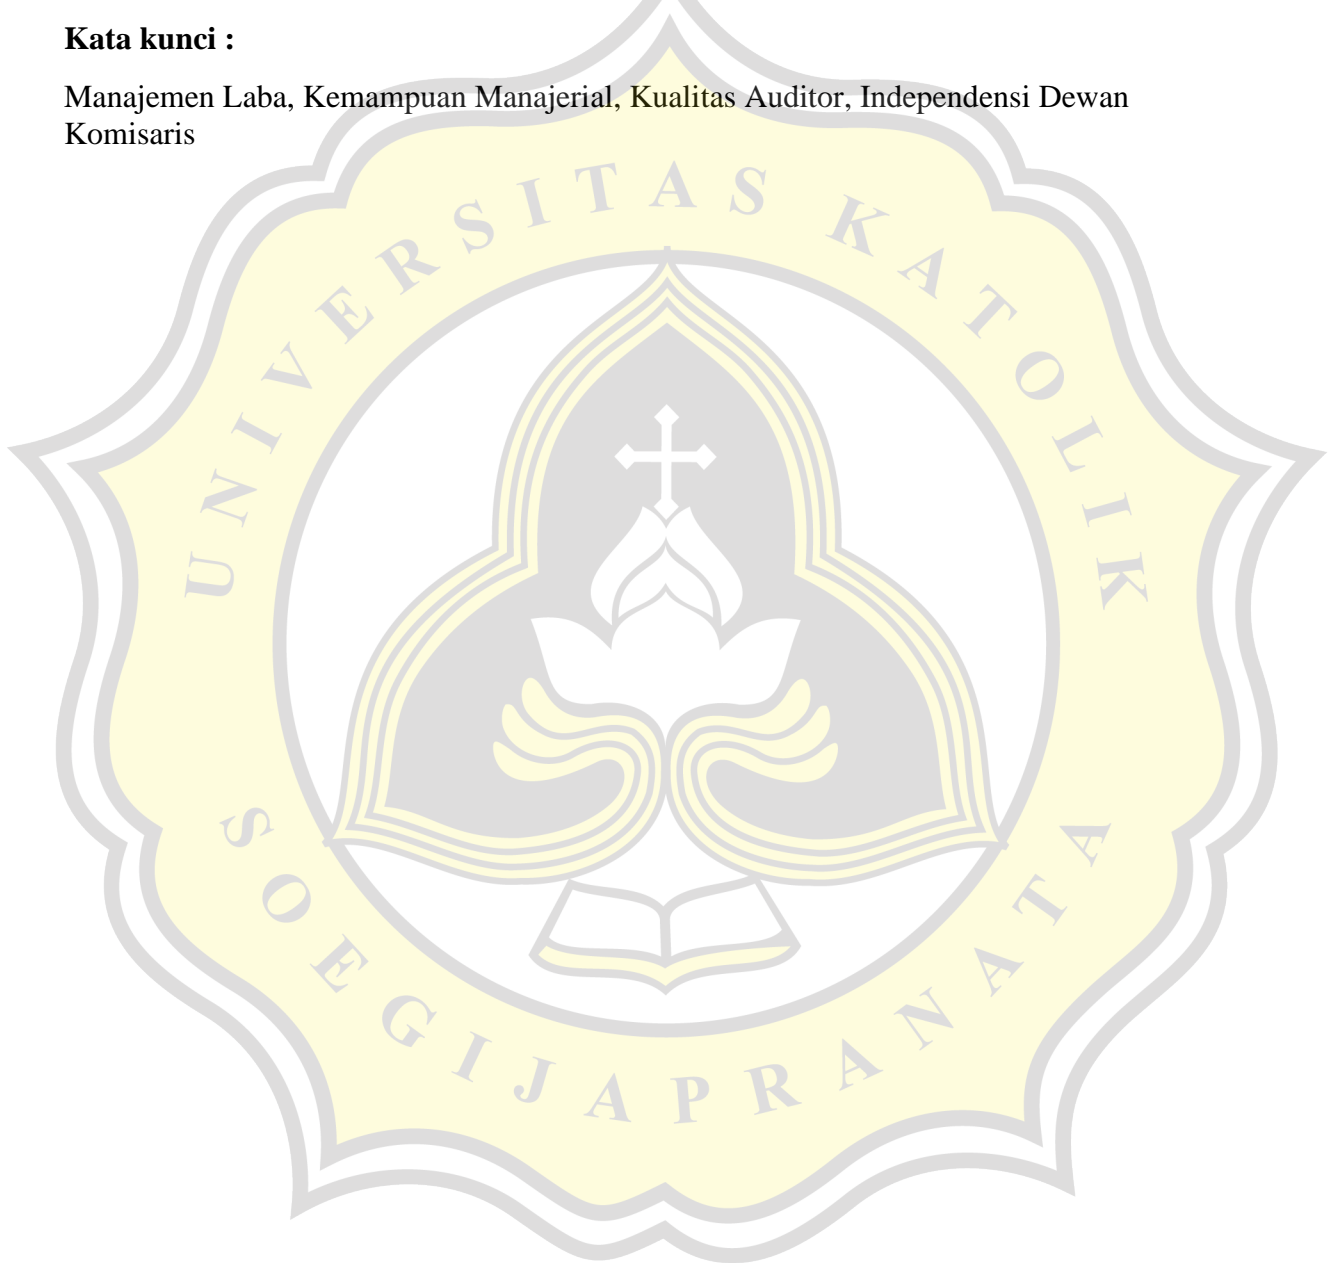 Kata kunci :
Manajemen Laba, Kemampuan Manajerial, Kualitas Auditor, Independensi Dewan
Komisaris
UNIVERSITAS KATOLIK
SOEGIJAPRANATA